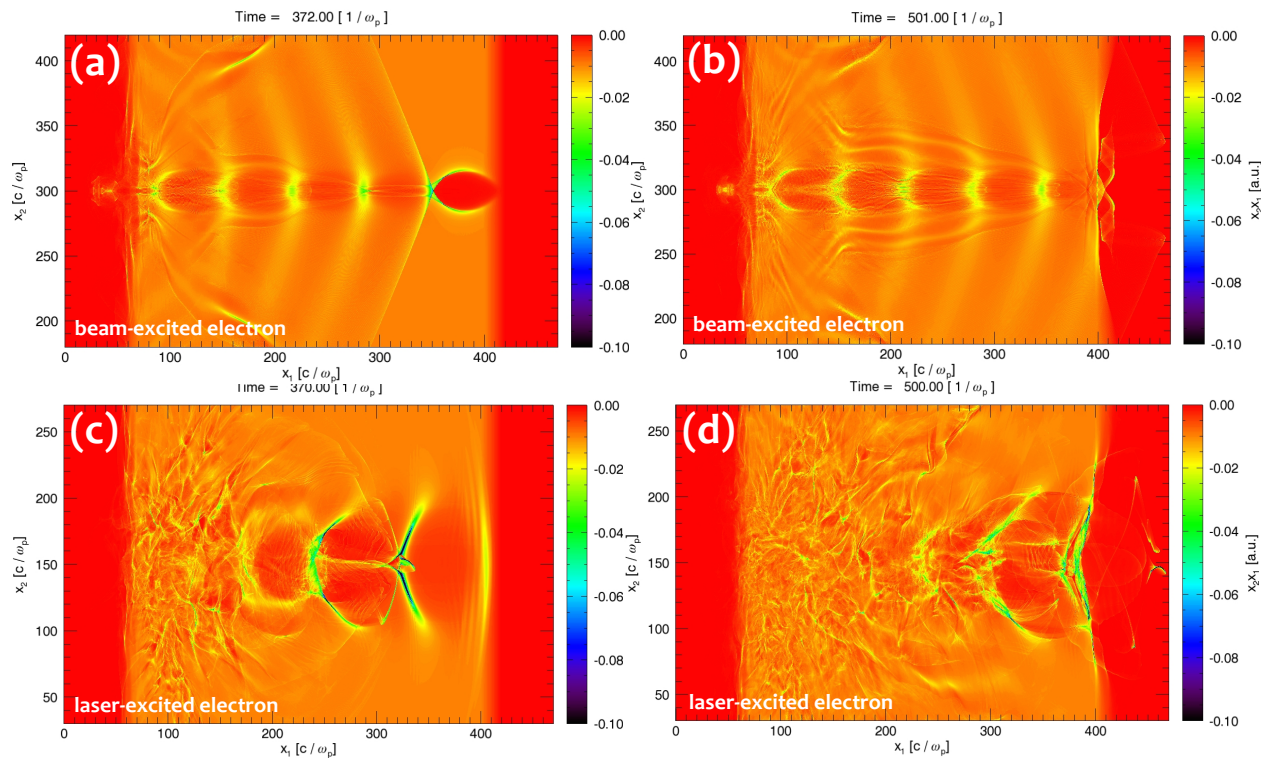 Time = 372.00 [ 1 / ω_p ]
(a)
400
350
300
250
200
x_2 [ c / ω_p ]
beam-excited electron
0 100 200 300 400
x_1 [ c / ω_p ]
0.00
-0.02
-0.04
-0.06
-0.08
-0.10
Time = 501.00 [ 1 / ω_p ]
(b)
400
350
300
250
200
x_2 [ c / ω_p ]
beam-excited electron
0 100 200 300 400
x_1 [ c / ω_p ]
0.00
-0.02
-0.04
-0.06
-0.08
-0.10
x_2x_1 [a.u.]
Time = 370.00 [ 1 / ω_p ]
(c)
250
200
150
100
50
x_2 [ c / ω_p ]
laser-excited electron
0 100 200 300 400
x_1 [ c / ω_p ]
0.00
-0.02
-0.04
-0.06
-0.08
-0.10
Time = 500.00 [ 1 / ω_p ]
(d)
250
200
150
100
50
x_2 [ c / ω_p ]
laser-excited electron
0 100 200 300 400
x_1 [ c / ω_p ]
0.00
-0.02
-0.04
-0.06
-0.08
-0.10
x_2x_1 [a.u.]